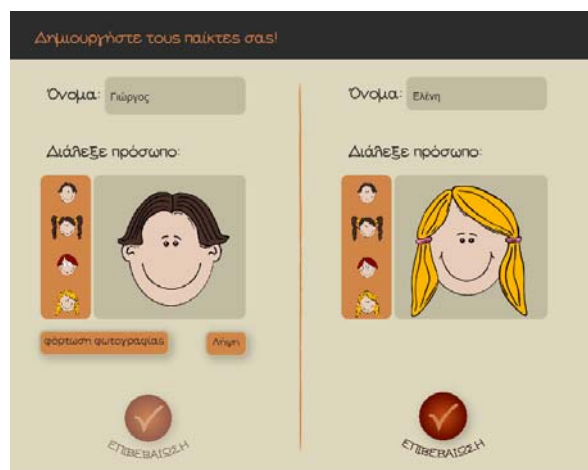 Δημιουργήστε τους παίκτες σας!
Όνομα: Γιώργος
Διάλεξε πρόσωπο:
φόρτωση φωτογραφίας
Λήψη
ΕΠΙΒΕΒΑΙΩΣΗ
Όνομα: Ελένη
Διάλεξε πρόσωπο:
ΕΠΙΒΕΒΑΙΩΣΗ